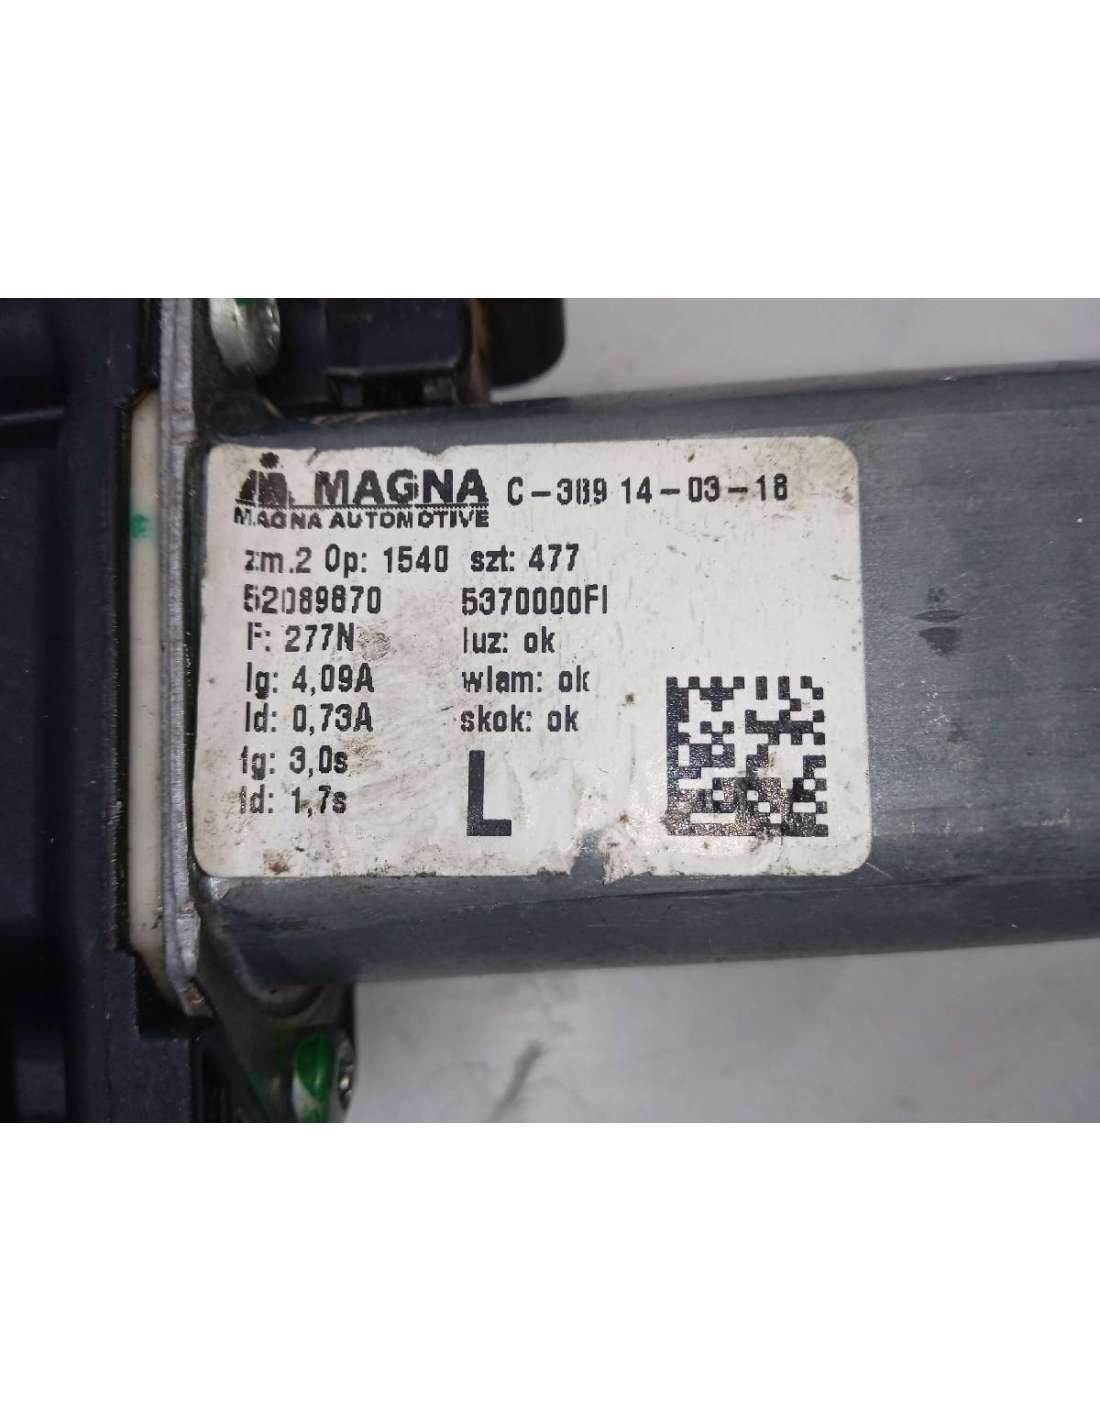 MAGNA C-389 14-03-18
MAGNA AUTOMOTIVE
zm.2 Op: 1540 szt: 477
52089870 5370000FI
F: 277N luz: ok
Ig: 4,09A wlam: ok
Id: 0,73A skok: ok
tg: 3,0s
td: 1,7s
L